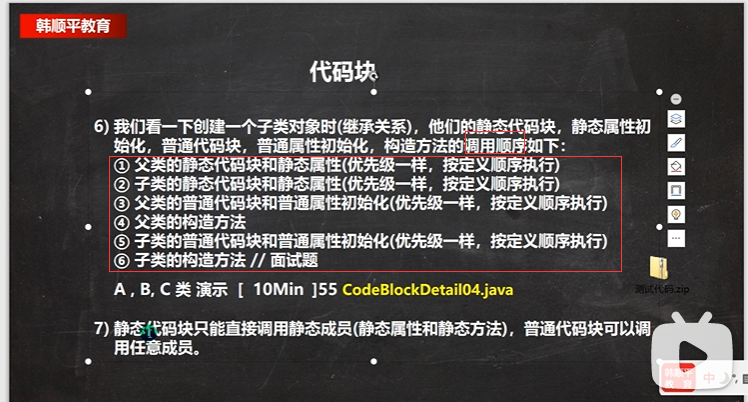 韩顺平教育
代码块
6) 我们看一下创建一个子类对象时(继承关系)，他们的静态代码块，静态属性初
始化，普通代码块，普通属性初始化，构造方法的调用顺序如下：
① 父类的静态代码块和静态属性(优先级一样，按定义顺序执行)
② 子类的静态代码块和静态属性(优先级一样，按定义顺序执行)
③ 父类的普通代码块和普通属性初始化(优先级一样，按定义顺序执行)
④ 父类的构造方法
⑤ 子类的普通代码块和普通属性初始化(优先级一样，按定义顺序执行)
⑥ 子类的构造方法 // 面试题
A , B, C 类 演示 [ 10Min ]55 CodeBlockDetail04.java
测试代码.zip
7) 静态代码块只能直接调用静态成员(静态属性和静态方法)，普通代码块可以调
用任意成员。
中